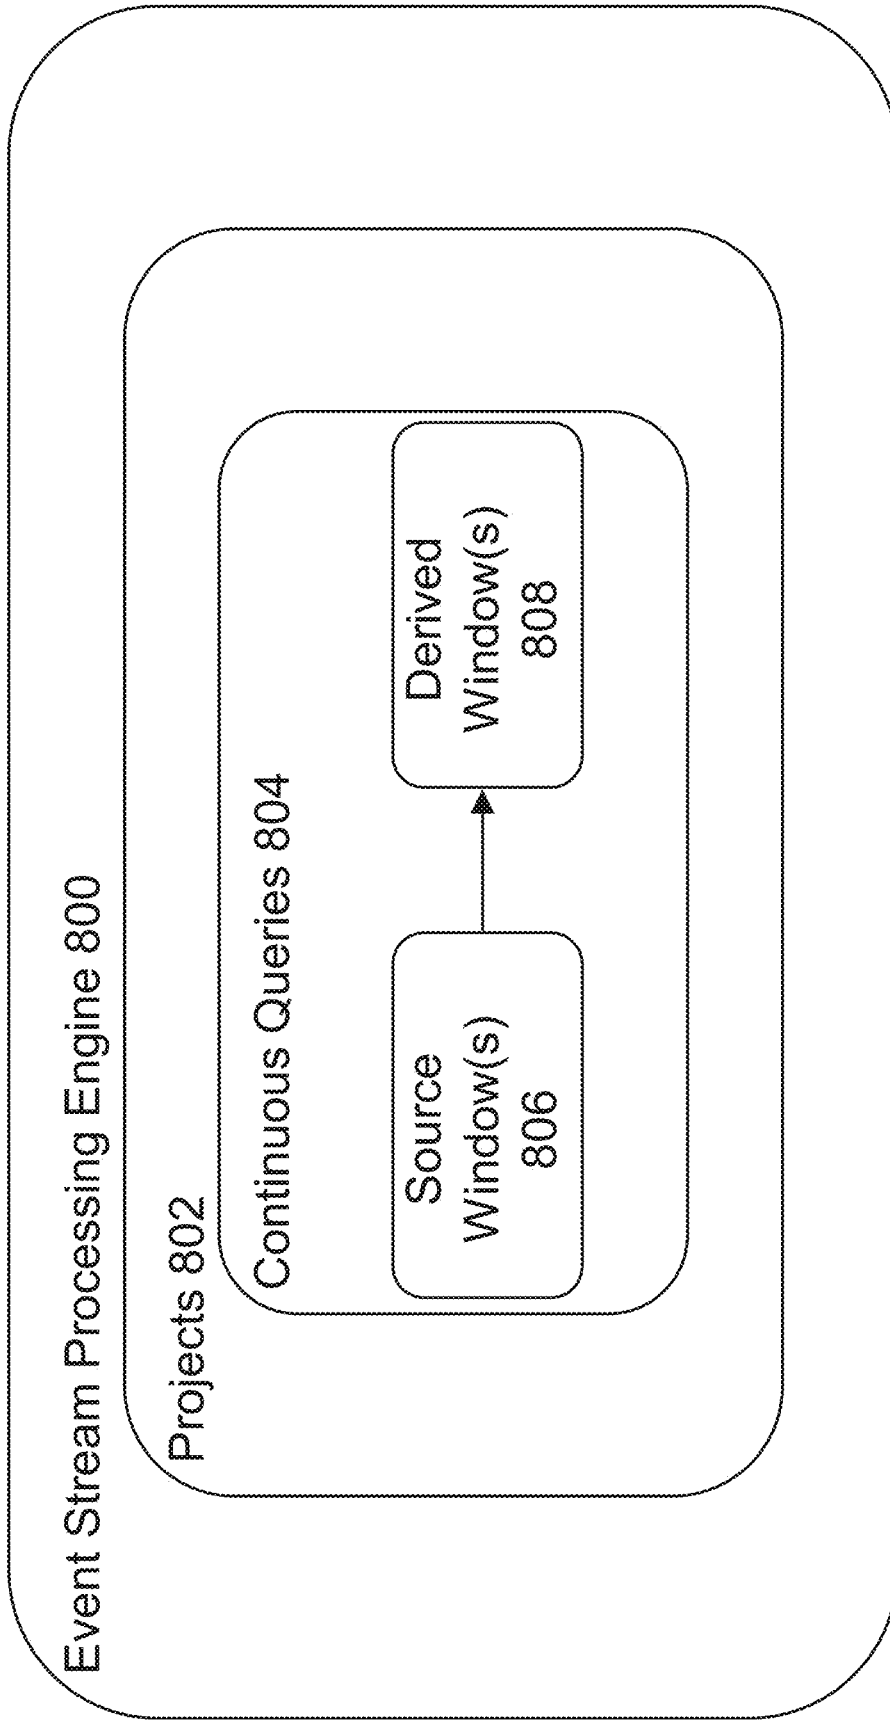 Event Stream Processing Engine 800
Projects 802
Continuous Queries 804
Source
Window(s)
806
Derived
Window(s)
808